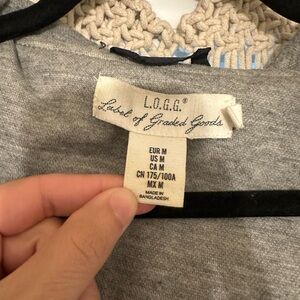 L.O.G.G.®
Label of Graded Goods
EUR M
US M
CA M
CN 175/100A
MX M
MADE IN
BANGLADESH